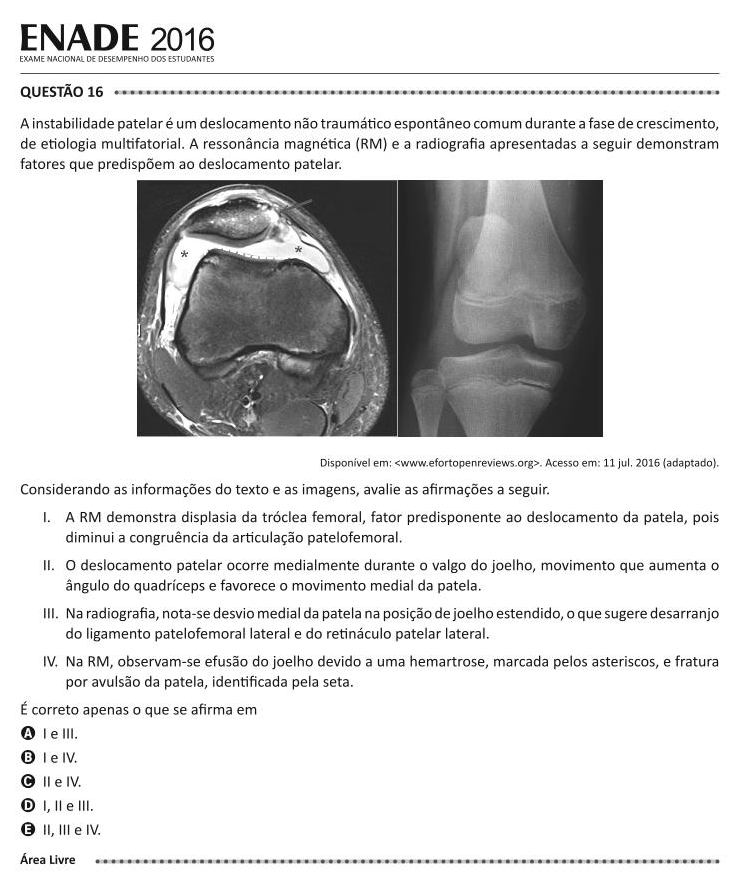 ENADE 2016
EXAME NACIONAL DE DESEMPENHO DOS ESTUDANTES
QUESTÃO 16
A instabilidade patelar é um deslocamento não traumático espontâneo comum durante a fase de crescimento,
de etiologia multifatorial. A ressonância magnética (RM) e a radiografia apresentadas a seguir demonstram
fatores que predispõem ao deslocamento patelar.
* *
Disponível em: <www.efortopenreviews.org>. Acesso em: 11 jul. 2016 (adaptado).
Considerando as informações do texto e as imagens, avalie as afirmações a seguir.
I. A RM demonstra displasia da tróclea femoral, fator predisponente ao deslocamento da patela, pois
diminui a congruência da articulação patelofemoral.
II. O deslocamento patelar ocorre medialmente durante o valgo do joelho, movimento que aumenta o
ângulo do quadríceps e favorece o movimento medial da patela.
III. Na radiografia, nota-se desvio medial da patela na posição de joelho estendido, o que sugere desarranjo
do ligamento patelofemoral lateral e do retináculo patelar lateral.
IV. Na RM, observam-se efusão do joelho devido a uma hemartrose, marcada pelos asteriscos, e fratura
por avulsão da patela, identificada pela seta.
É correto apenas o que se afirma em
A I e III.
B I e IV.
C II e IV.
D I, II e III.
E II, III e IV.
Área Livre